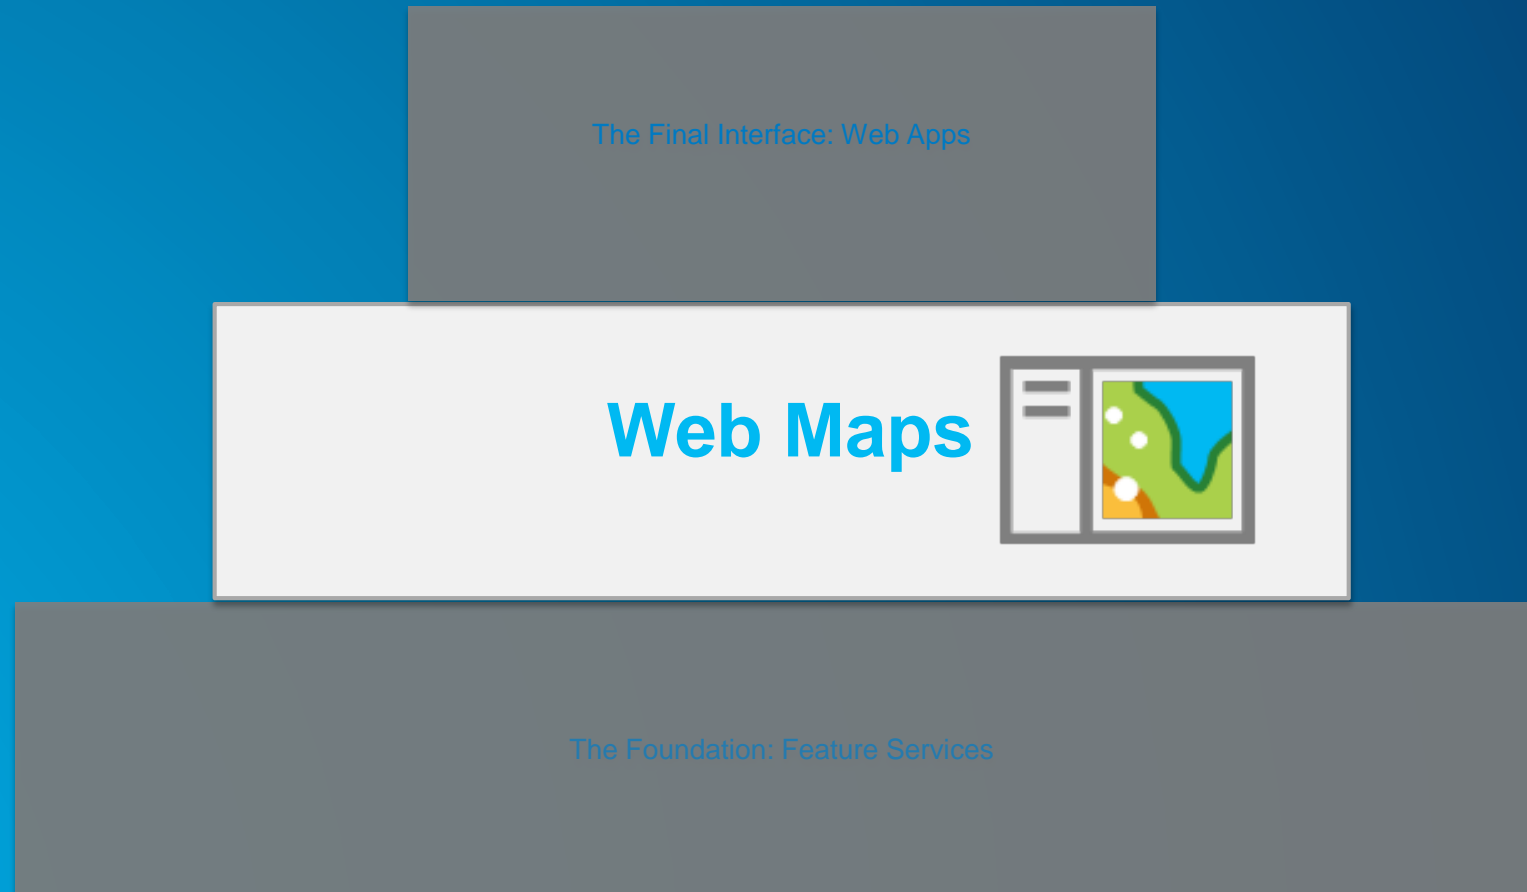 The Final Interface: Web Apps
Web Maps
The Foundation: Feature Services